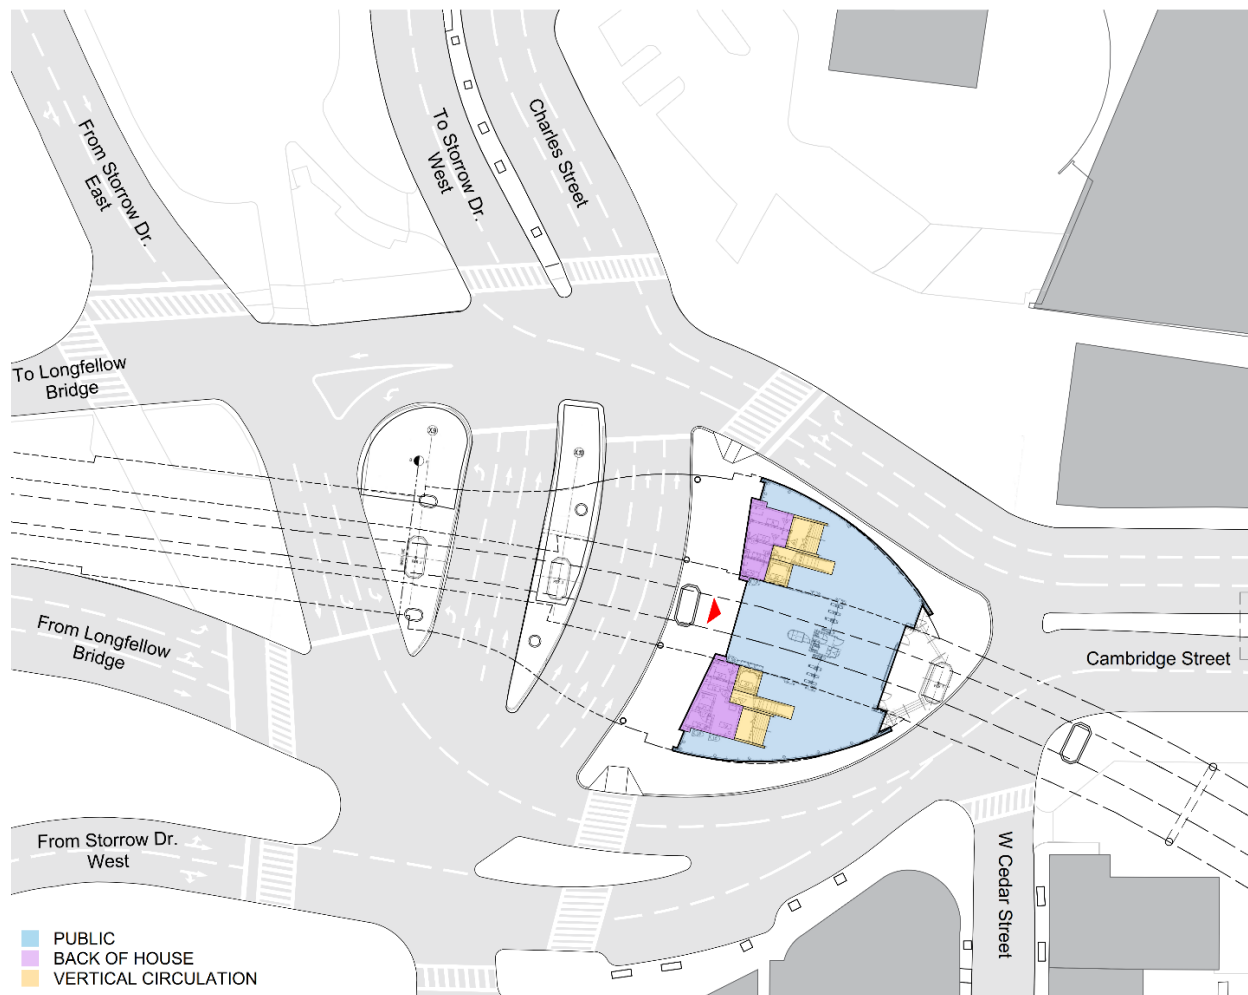 From Storrow Dr.
East
To Storrow Dr.
West
Charles Street
To Longfellow
Bridge
From Longfellow
Bridge
Cambridge Street
From Storrow Dr.
West
W Cedar Street
PUBLIC
BACK OF HOUSE
VERTICAL CIRCULATION